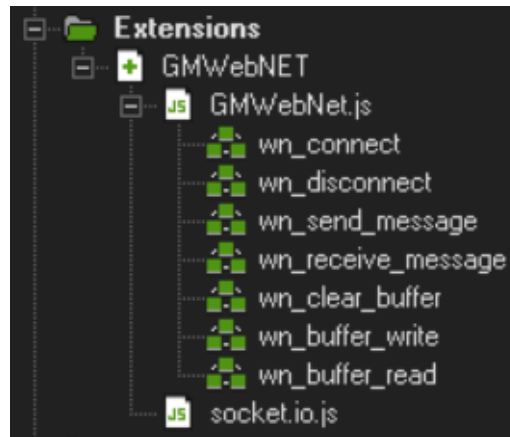 Extensions
GMWebNET
GMWebNet.js
wn_connect
wn_disconnect
wn_send_message
wn_receive_message
wn_clear_buffer
wn_buffer_write
wn_buffer_read
socket.io.js